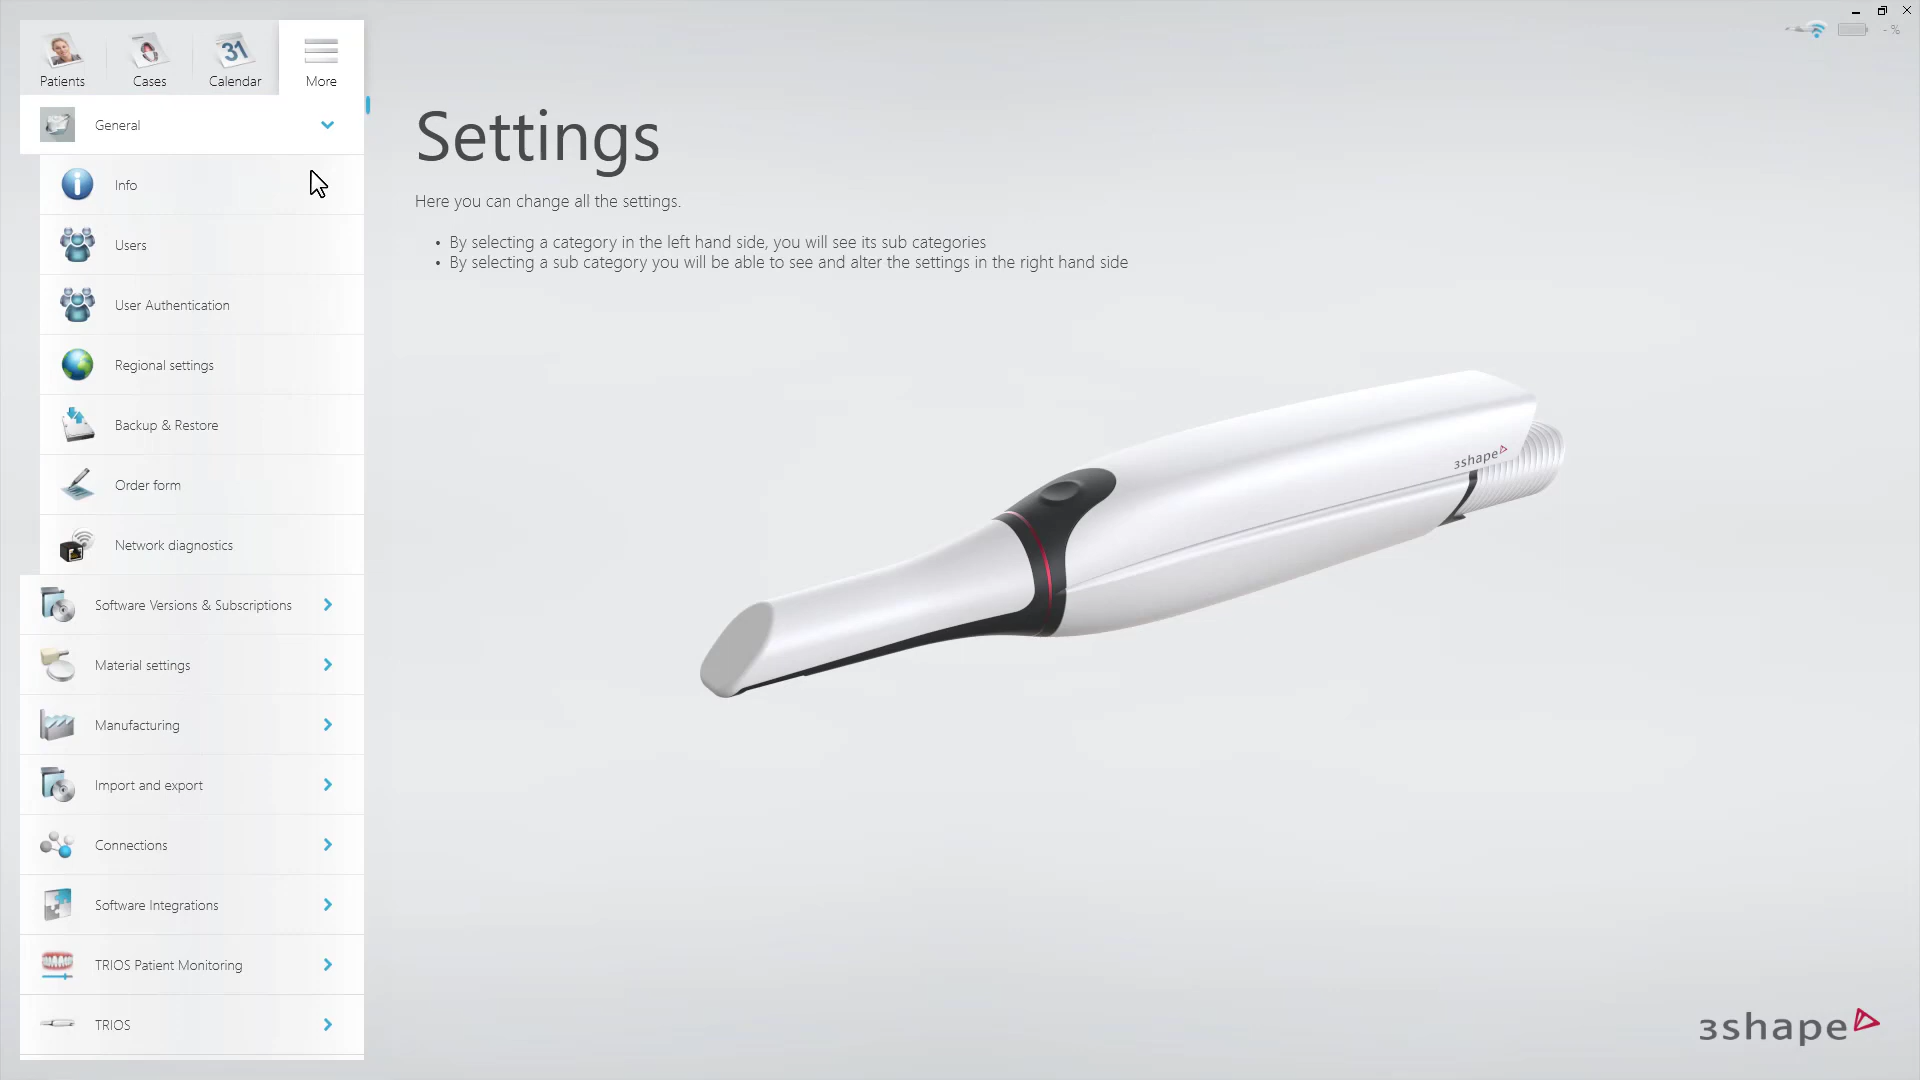 Patients
Cases
31
Calendar
More
- %
General
Info
Users
User Authentication
Regional settings
Backup & Restore
Order form
Network diagnostics
Software Versions & Subscriptions
Material settings
Manufacturing
Import and export
Connections
Software Integrations
TRIOS Patient Monitoring
TRIOS
Settings
Here you can change all the settings.
• By selecting a category in the left hand side, you will see its sub categories
• By selecting a sub category you will be able to see and alter the settings in the right hand side
3shape
3shape